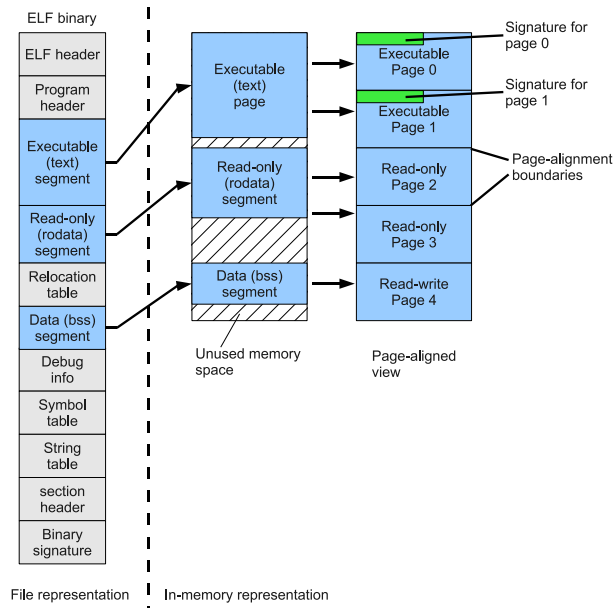 ELF binary
ELF header
Program
header
Executable
(text)
segment
Read-only
(rodata)
segment
Relocation
table
Data (bss)
segment
Debug
info
Symbol
table
String
table
section
header
Binary
signature
File representation
Executable
(text)
page
Read-only
(rodata)
segment
Data (bss)
segment
Unused memory
space
In-memory representation
Executable
Page 0
Executable
Page 1
Read-only
Page 2
Read-only
Page 3
Read-write
Page 4
Page-aligned
view
Signature for
page 0
Signature for
page 1
Page-alignment
boundaries